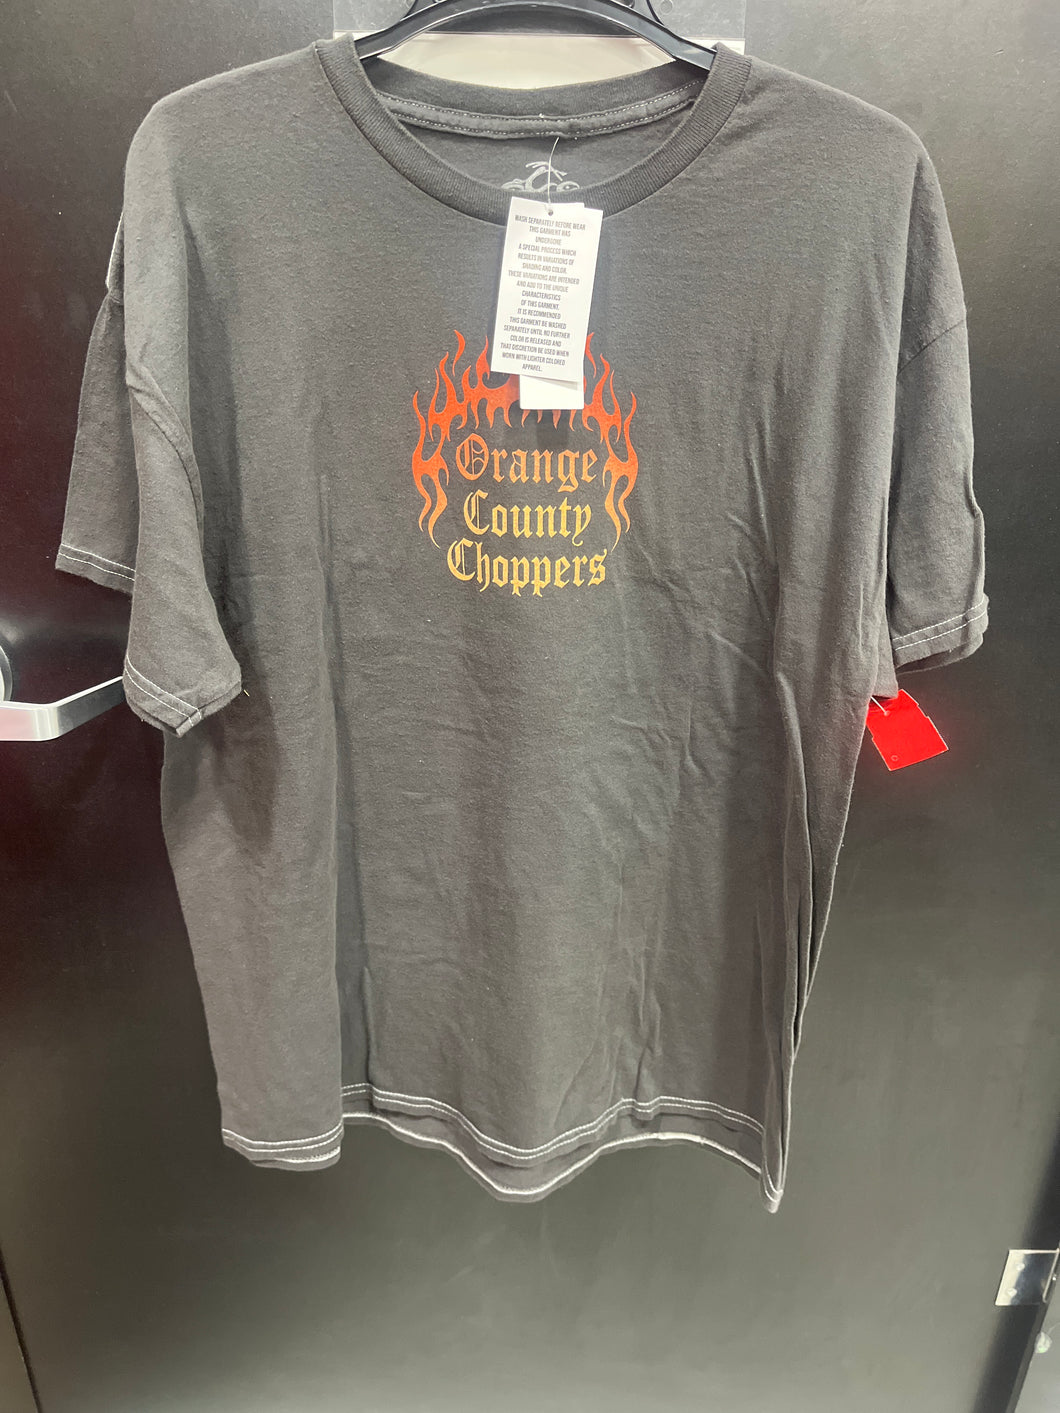 OCC
WASH SEPARATELY BEFORE WEAR
THIS GARMENT HAS
UNDERGONE
A SPECIAL PROCESS WHICH
RESULTS IN VARIATIONS OF
SHADING AND COLOR.
THESE VARIATIONS ARE INTENDED
AND ADD TO THE UNIQUE
CHARACTERISTICS
OF THIS GARMENT.
IT IS RECOMMENDED
THIS GARMENT BE WASHED
SEPARATELY UNTIL NO FURTHER
COLOR IS RELEASED AND
THAT DISCRETION BE USED WHEN
WORN WITH LIGHTER COLORED
APPAREL.
Orange
County
Choppers